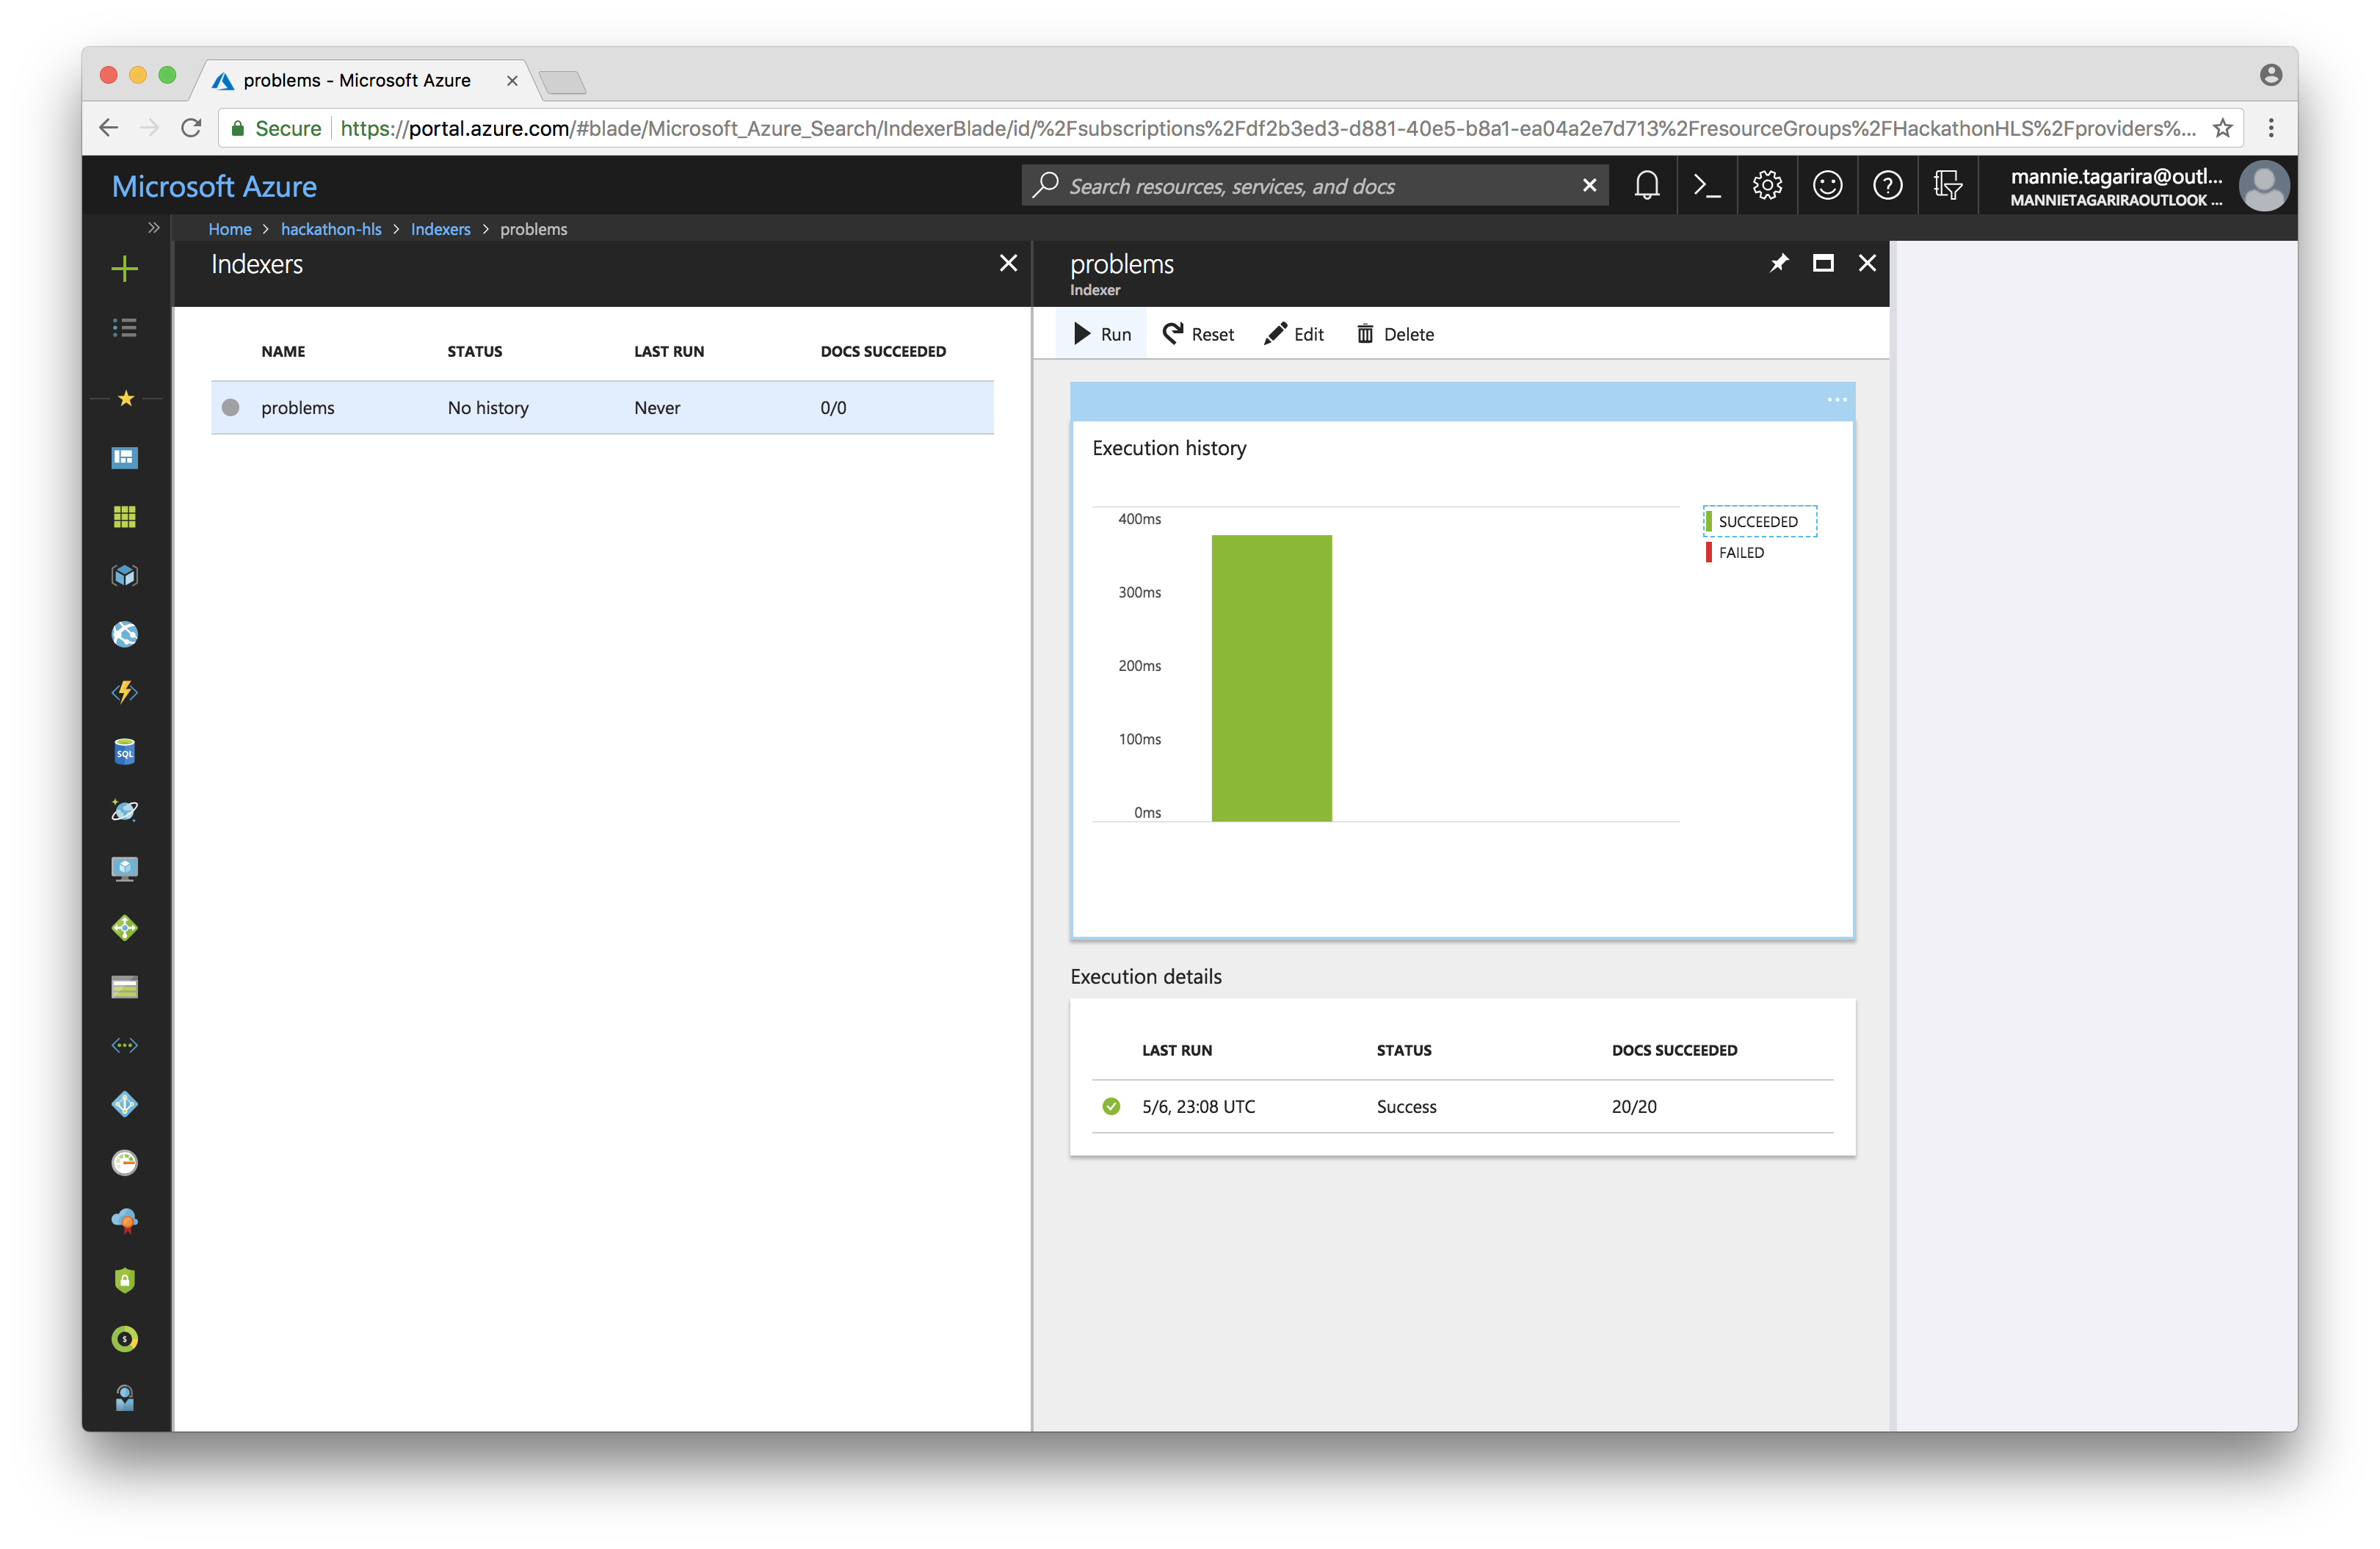 problems - Microsoft Azure
Secure https://portal.azure.com/#blade/Microsoft_Azure_Search/IndexerBlade/id/%2Fsubscriptions%2Fdf2b3ed3-d881-40e5-b8a1-ea04a2e7d713%2FresourceGroups%2FHackathonHLS%2Fproviders%...
Microsoft Azure
Search resources, services, and docs
mannie.tagarira@outl...
MANNIETAGARIRAOUTLOOK ...
Home > hackathon-hls > Indexers > problems
Indexers
NAME STATUS LAST RUN DOCS SUCCEEDED
problems No history Never 0/0
problems
Indexer
Run Reset Edit Delete
Execution history
400ms
300ms
200ms
100ms
0ms
SUCCEEDED
FAILED
Execution details
LAST RUN STATUS DOCS SUCCEEDED
5/6, 23:08 UTC Success 20/20
SQL
$